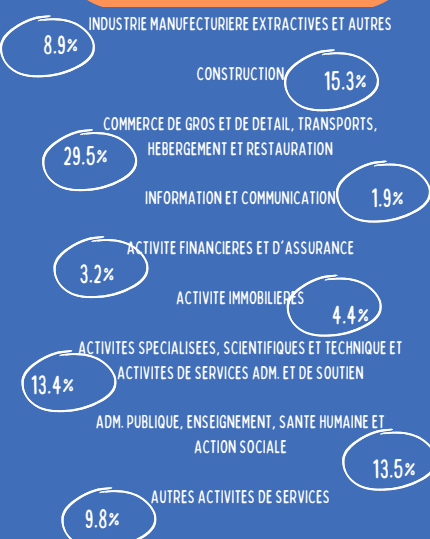 INDUSTRIE MANUFECTURIERE EXTRACTIVES ET AUTRES
8.9%
CONSTRUCTION
15.3%
COMMERCE DE GROS ET DE DETAIL, TRANSPORTS,
HEBERGEMENT ET RESTAURATION
29.5%
INFORMATION ET COMMUNICATION
1.9%
ACTIVITE FINANCIERES ET D'ASSURANCE
3.2%
ACTIVITE IMMOBILIERES
4.4%
ACTIVITES SPECIALISEES, SCIENTIFIQUES ET TECHNIQUE ET
ACTIVITES DE SERVICES ADM. ET DE SOUTIEN
13.4%
ADM. PUBLIQUE, ENSEIGNEMENT, SANTE HUMAINE ET
ACTION SOCIALE
13.5%
AUTRES ACTIVITES DE SERVICES
9.8%